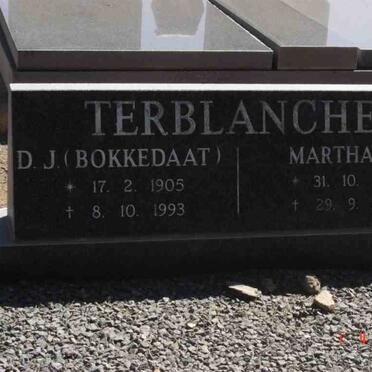 TERBLANCHE
D.J. (BOKKEDAAT)
* 17. 2. 1905
† 8. 10. 1993
MARTHA
* 31. 10.
† 29. 9.